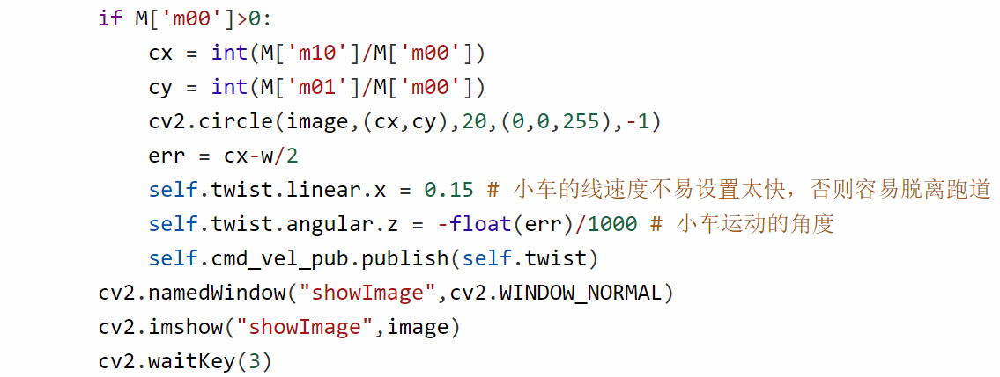 if M['m00']>0:
cx = int(M['m10']/M['m00'])
cy = int(M['m01']/M['m00'])
cv2.circle(image,(cx,cy),20,(0,0,255),-1)
err = cx-w/2
self.twist.linear.x = 0.15 # 小车的线速度不易设置太快，否则容易脱离跑道
self.twist.angular.z = -float(err)/1000 # 小车运动的角度
self.cmd_vel_pub.publish(self.twist)
cv2.namedWindow("showImage",cv2.WINDOW_NORMAL)
cv2.imshow("showImage",image)
cv2.waitKey(3)